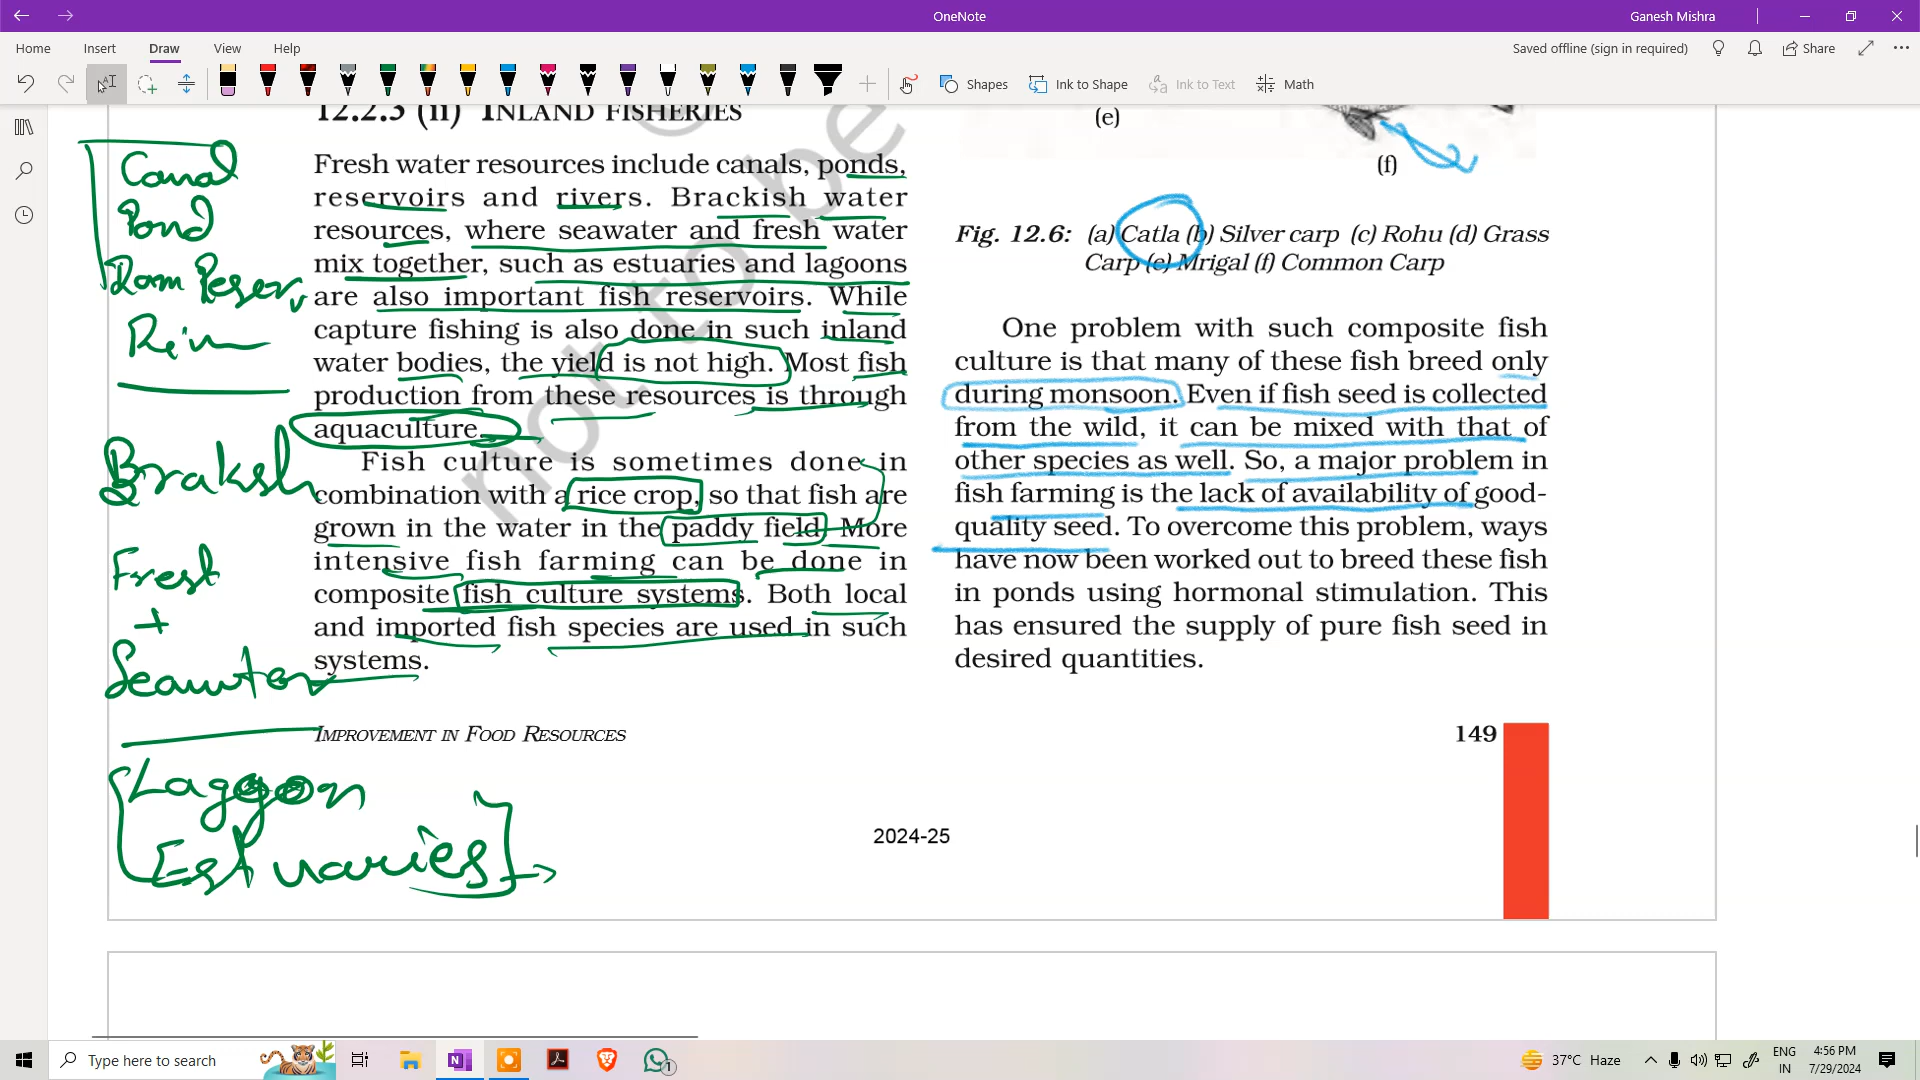 OneNote
Ganesh Mishra
Home Insert Draw View Help
Saved offline (sign in required)
Share
Shapes
Ink to Shape
Ink to Text
Math
12.2.3 (ii) INLAND FISHERIES
Fresh water resources include canals, ponds,
reservoirs and rivers. Brackish water
resources, where seawater and fresh water
mix together, such as estuaries and lagoons
are also important fish reservoirs. While
capture fishing is also done in such inland
water bodies, the yield is not high. Most fish
production from these resources is through
aquaculture.
Fish culture is sometimes done in
combination with a rice crop, so that fish are
grown in the water in the paddy field. More
intensive fish farming can be done in
composite fish culture systems. Both local
and imported fish species are used in such
systems.
Canal
Pond
Dam Reser
Braksh
Fresh
+
Seawter
Lagoon
Estuaries
not to be
(e)
(f)
Fig. 12.6: (a) Catla (b) Silver carp (c) Rohu (d) Grass
Carp (e) Mrigal (f) Common Carp
One problem with such composite fish
culture is that many of these fish breed only
during monsoon. Even if fish seed is collected
from the wild, it can be mixed with that of
other species as well. So, a major problem in
fish farming is the lack of availability of good-
quality seed. To overcome this problem, ways
have now been worked out to breed these fish
in ponds using hormonal stimulation. This
has ensured the supply of pure fish seed in
desired quantities.
IMPROVEMENT IN FOOD RESOURCES
149
2024-25
Type here to search
1
37°C Haze
ENG
IN
4:56 PM
7/29/2024